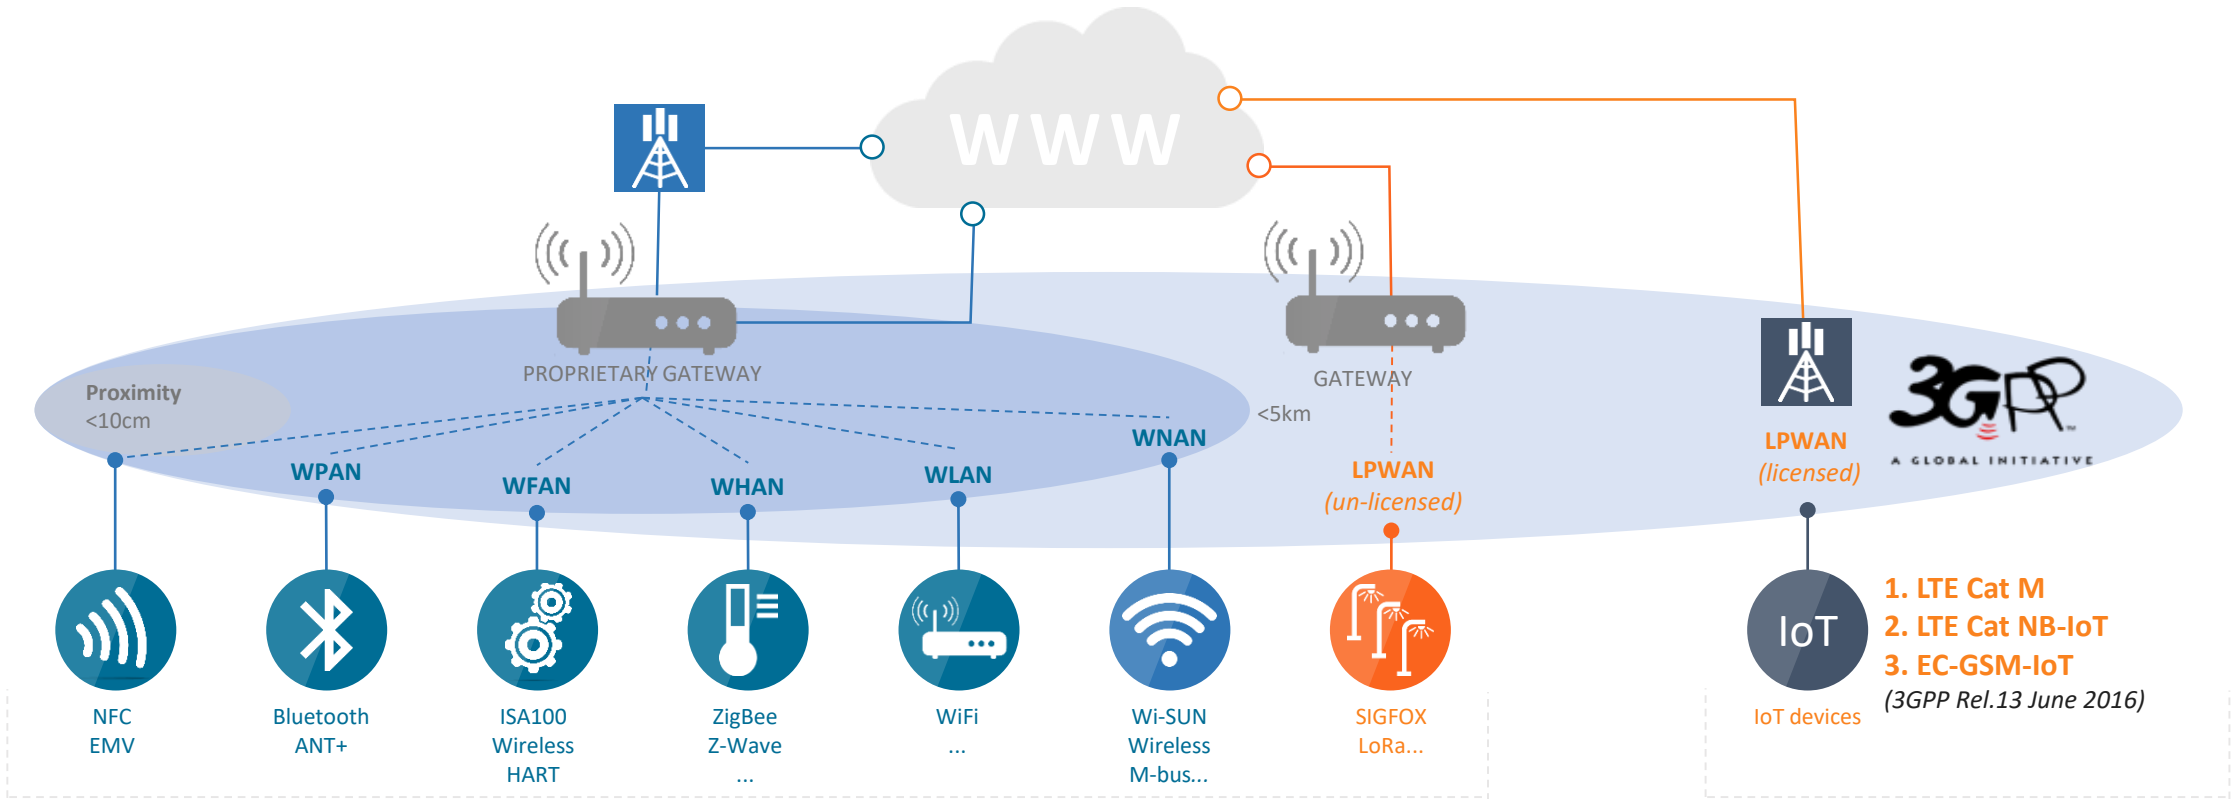 WWW
PROPRIETARY GATEWAY
GATEWAY
Proximity
<10cm
<5km
WPAN
WFAN
WHAN
WLAN
WNAN
LPWAN
(un-licensed)
LPWAN
(licensed)
3GPP
TM
A GLOBAL INITIATIVE
NFC
EMV
Bluetooth
ANT+
ISA100
Wireless
HART
ZigBee
Z-Wave
...
WiFi
...
Wi-SUN
Wireless
M-bus...
SIGFOX
LoRa...
IoT
IoT devices
1. LTE Cat M
2. LTE Cat NB-IoT
3. EC-GSM-IoT
(3GPP Rel.13 June 2016)